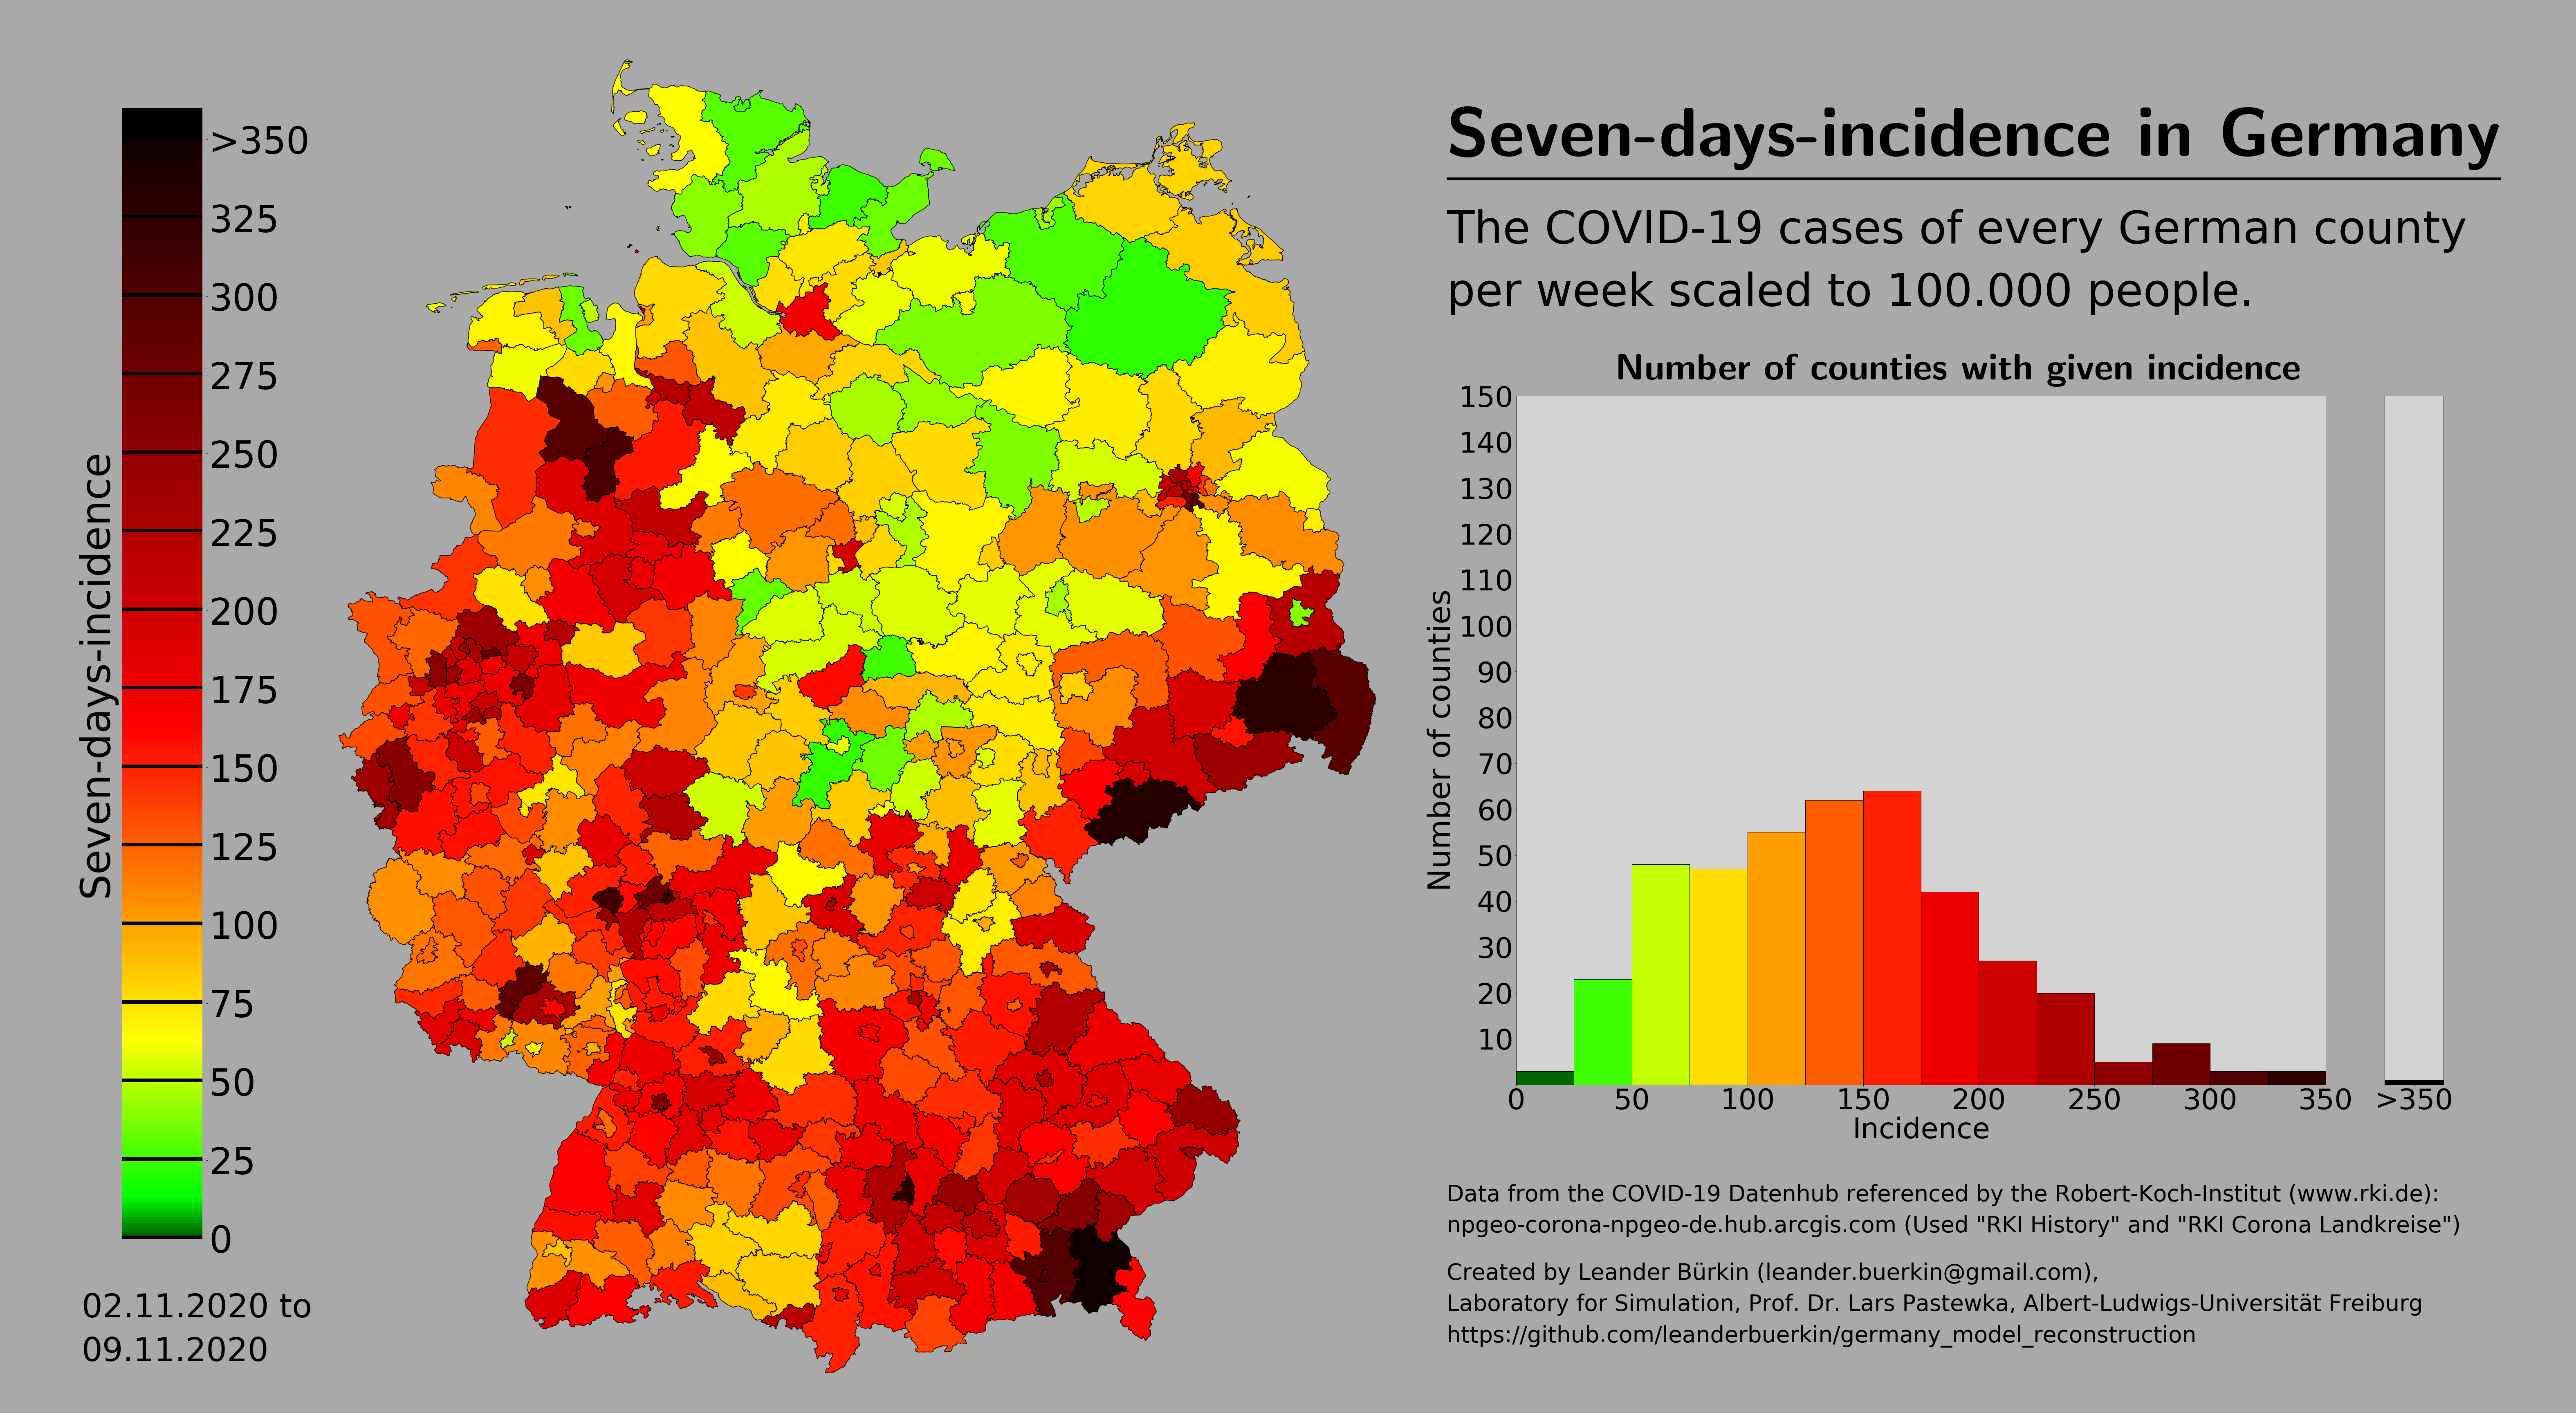 Seven-days-incidence in Germany
The COVID-19 cases of every German county
per week scaled to 100.000 people.
Seven-days-incidence
>350
325
300
275
250
225
200
175
150
125
100
75
50
25
0
02.11.2020 to
09.11.2020
Number of counties with given incidence
Number of counties
150
140
130
120
110
100
90
80
70
60
50
40
30
20
10
0 50 100 150 200 250 300 350 >350
Incidence
Data from the COVID-19 Datenhub referenced by the Robert-Koch-Institut (www.rki.de):
npgeo-corona-npgeo-de.hub.arcgis.com (Used "RKI History" and "RKI Corona Landkreise")
Created by Leander Bürkin (leander.buerkin@gmail.com),
Laboratory for Simulation, Prof. Dr. Lars Pastewka, Albert-Ludwigs-Universität Freiburg
https://github.com/leanderbuerkin/germany_model_reconstruction